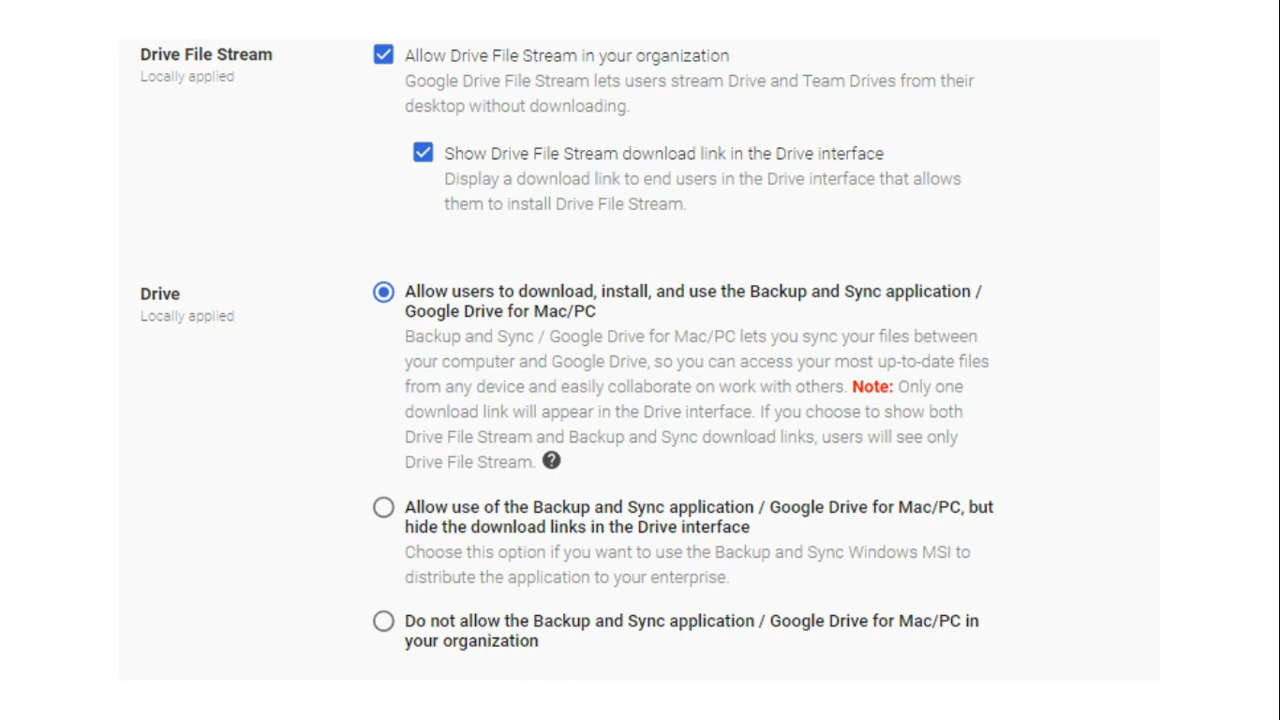 Drive File Stream
Locally applied
Allow Drive File Stream in your organization
Google Drive File Stream lets users stream Drive and Team Drives from their
desktop without downloading.
Show Drive File Stream download link in the Drive interface
Display a download link to end users in the Drive interface that allows
them to install Drive File Stream.
Drive
Locally applied
Allow users to download, install, and use the Backup and Sync application /
Google Drive for Mac/PC
Backup and Sync / Google Drive for Mac/PC lets you sync your files between
your computer and Google Drive, so you can access your most up-to-date files
from any device and easily collaborate on work with others. Note: Only one
download link will appear in the Drive interface. If you choose to show both
Drive File Stream and Backup and Sync download links, users will see only
Drive File Stream. ?
Allow use of the Backup and Sync application / Google Drive for Mac/PC, but
hide the download links in the Drive interface
Choose this option if you want to use the Backup and Sync Windows MSI to
distribute the application to your enterprise.
Do not allow the Backup and Sync application / Google Drive for Mac/PC in
your organization